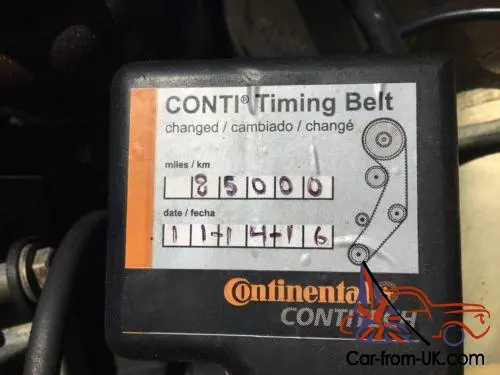 CONTI® Timing Belt
changed / cambiado / changé
miles / km
85000
date / fecha
11-14-16
Continental
CONTITECH
Car-from-UK.com